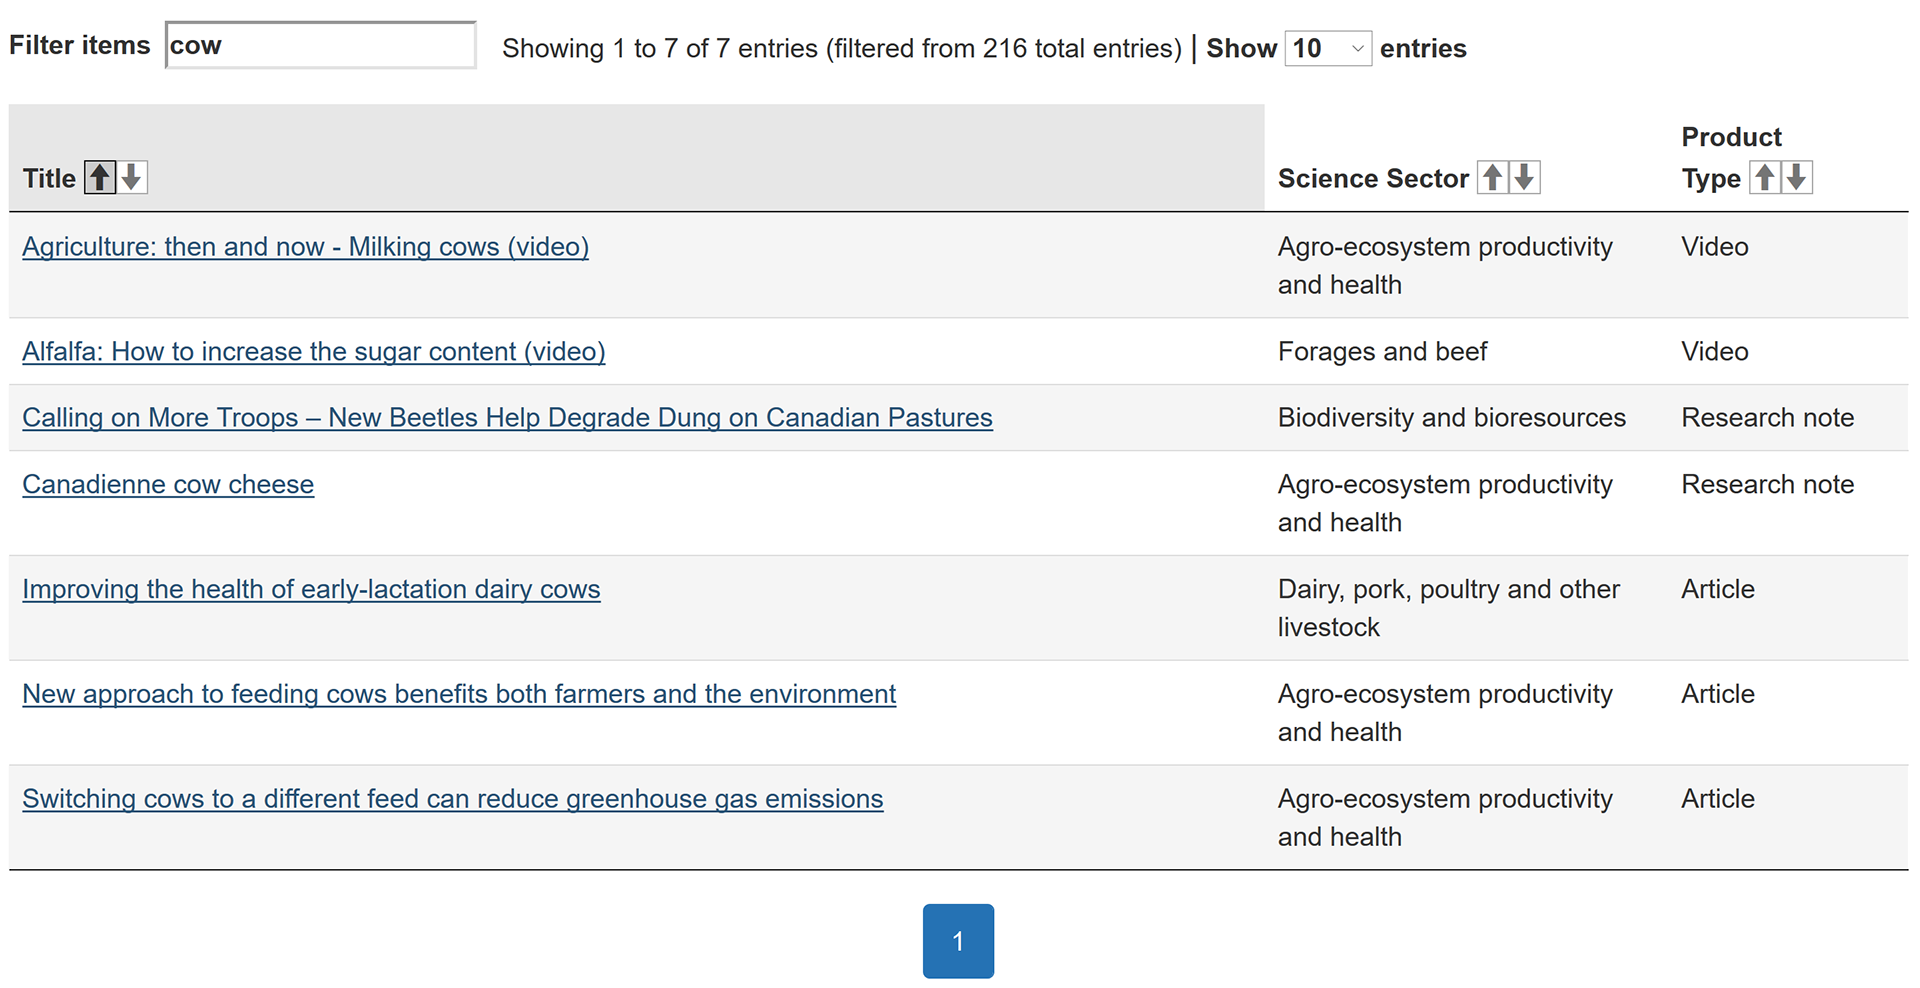 Filter items cow Showing 1 to 7 of 7 entries (filtered from 216 total entries) | Show 10 entries
Title Science Sector Product Type
Agriculture: then and now - Milking cows (video) Agro-ecosystem productivity Video
and health
Alfalfa: How to increase the sugar content (video) Forages and beef Video
Calling on More Troops – New Beetles Help Degrade Dung on Canadian Pastures Biodiversity and bioresources Research note
Canadienne cow cheese Agro-ecosystem productivity Research note
and health
Improving the health of early-lactation dairy cows Dairy, pork, poultry and other Article
livestock
New approach to feeding cows benefits both farmers and the environment Agro-ecosystem productivity Article
and health
Switching cows to a different feed can reduce greenhouse gas emissions Agro-ecosystem productivity Article
and health
1